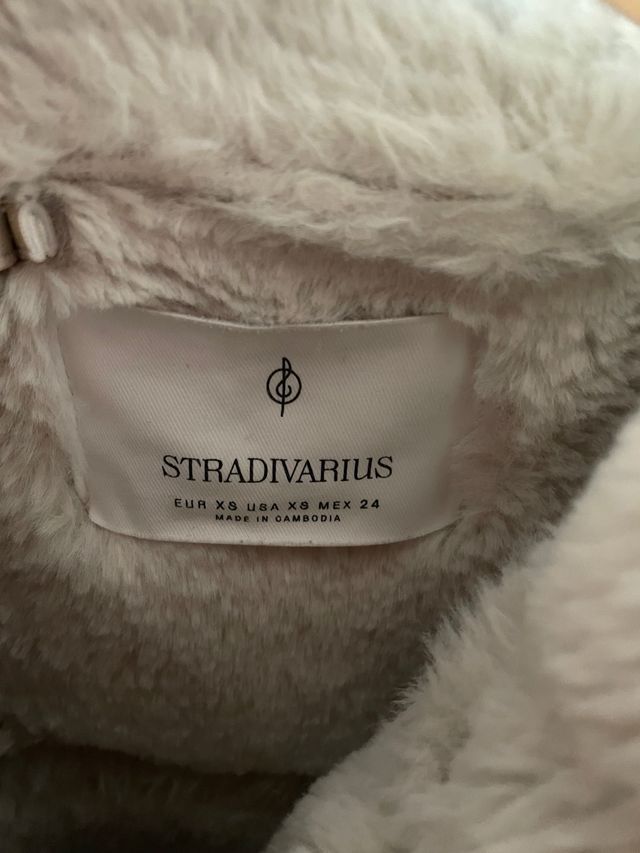 STRADIVARIUS
EUR XS USA XS MEX 24
MADE IN CAMBODIA